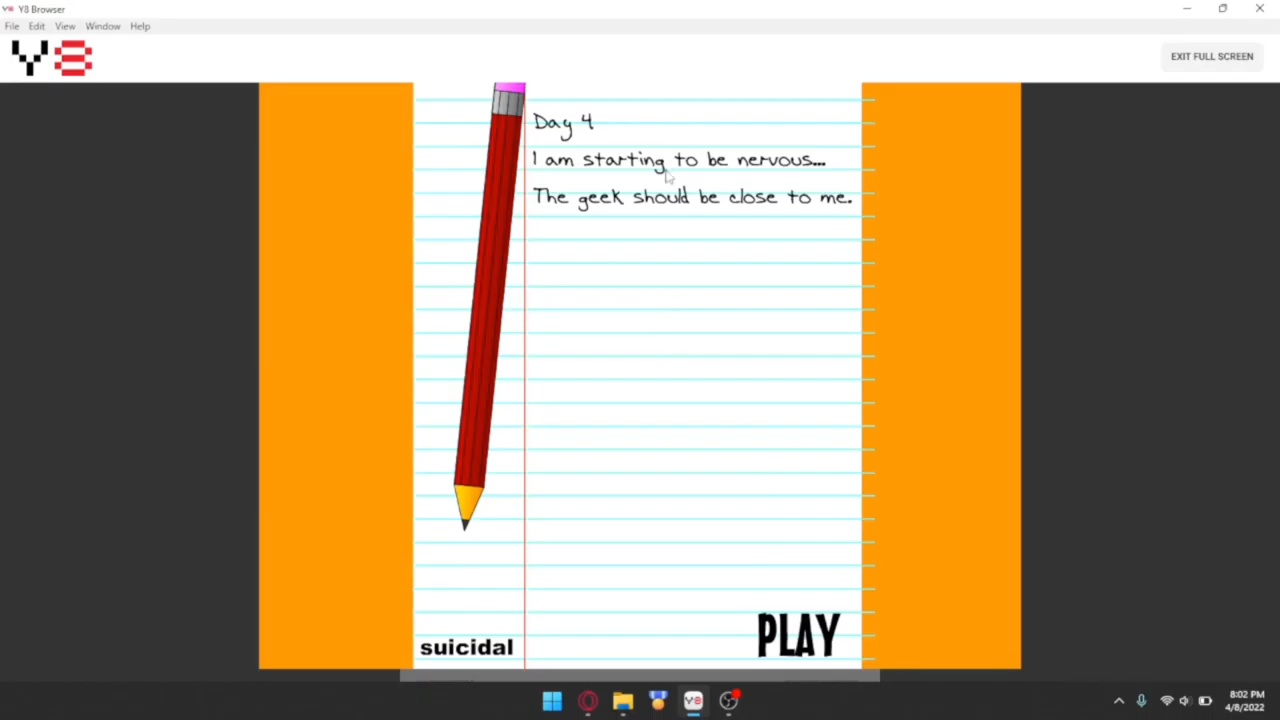 Y8 Browser
File Edit View Window Help
Y8
EXIT FULL SCREEN
Day 4
I am starting to be nervous...
The geek should be close to me.
suicidal
PLAY
8:02 PM
4/8/2022